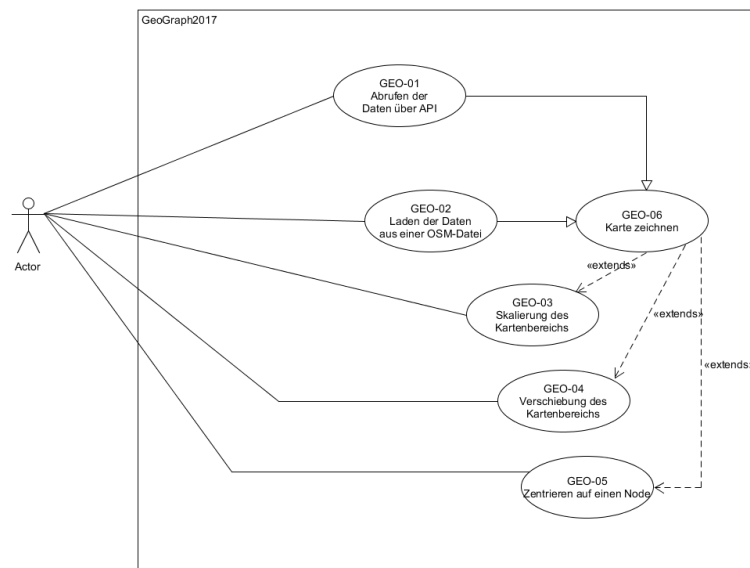 GeoGraph2017
GEO-01
Abrufen der
Daten über API
GEO-02
Laden der Daten
aus einer OSM-Datei
GEO-06
Karte zeichnen
Actor
«extends»
GEO-03
Skalierung des
Kartenbereichs
«extends»
«extends»
GEO-04
Verschiebung des
Kartenbereichs
GEO-05
Zentrieren auf einen Node